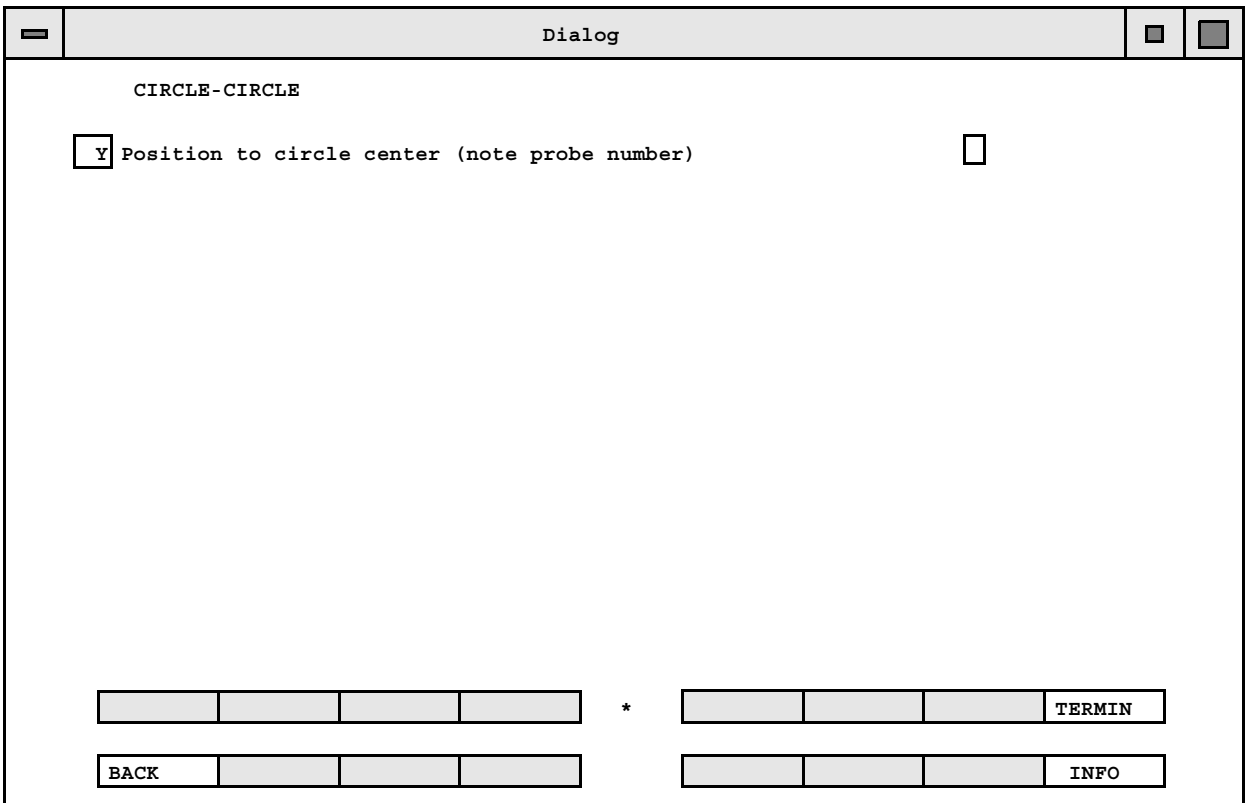 Dialog
CIRCLE-CIRCLE
Y Position to circle center (note probe number)
* TERMIN
BACK INFO